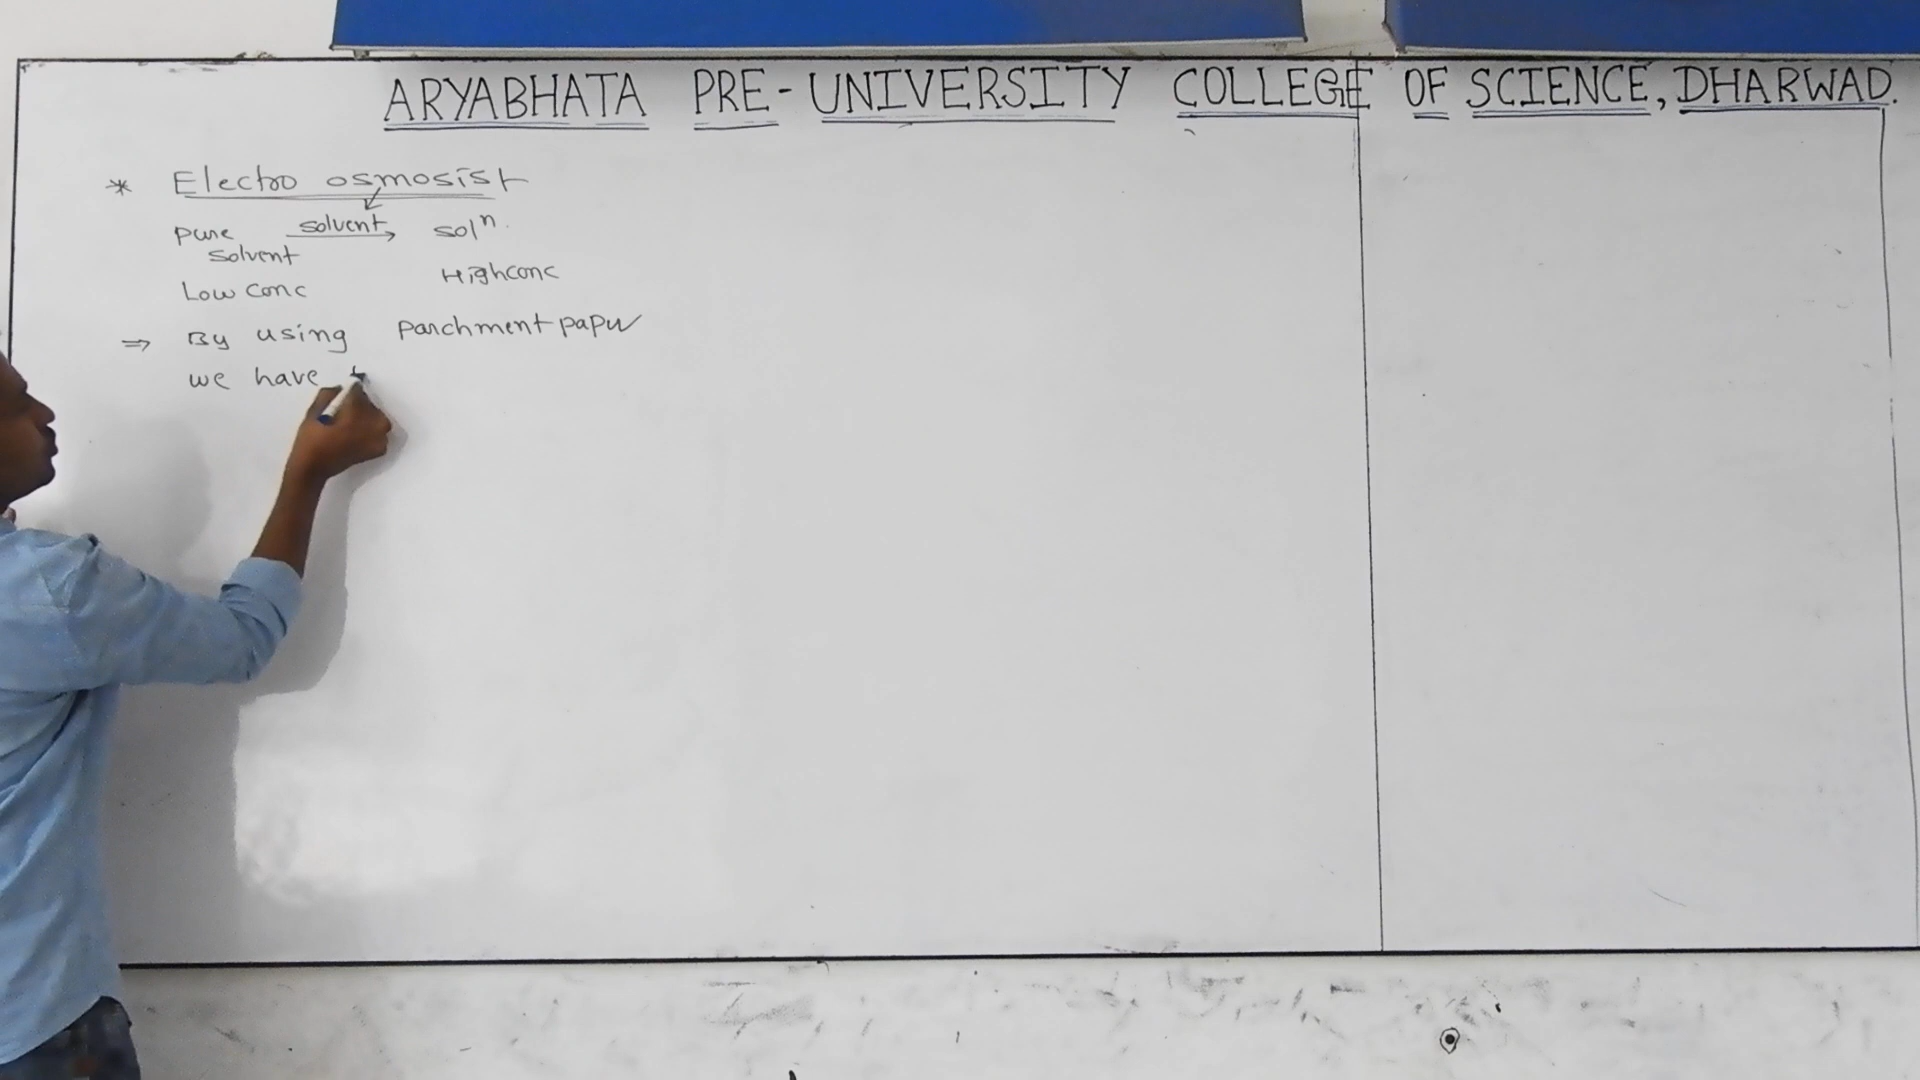 ARYABHATA PRE-UNIVERSITY COLLEGE OF SCIENCE, DHARWAD.
* Electro osmosist
pure solvent → soln.
solvent
Low conc Highconc
⇒ By using parchment paper
we have t